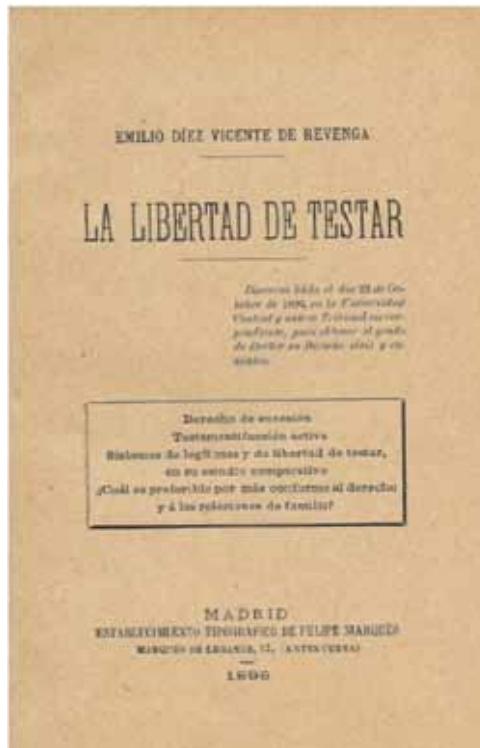 EMILIO DÍEZ VICENTE DE REVENGA
LA LIBERTAD DE TESTAR
Discurso leído el día 22 de Oc-
tubre de 1896, en la Universidad
Central y ante el Tribunal corres-
pondiente, para obtener el grado
de Doctor en Derecho civil y ca-
nónico.
Derecho de sucesión
Testamentifacción activa
Sistemas de legítimas y de libertad de testar,
en su estudio comparativo
¿Cuál es preferible por más conforme al derecho
y á las relaciones de familia?
MADRID
ESTABLECIMIENTO TIPOGRÁFICO DE FELIPE MARQUÉS
MARQUÉS DE LEGANÉS,
1896